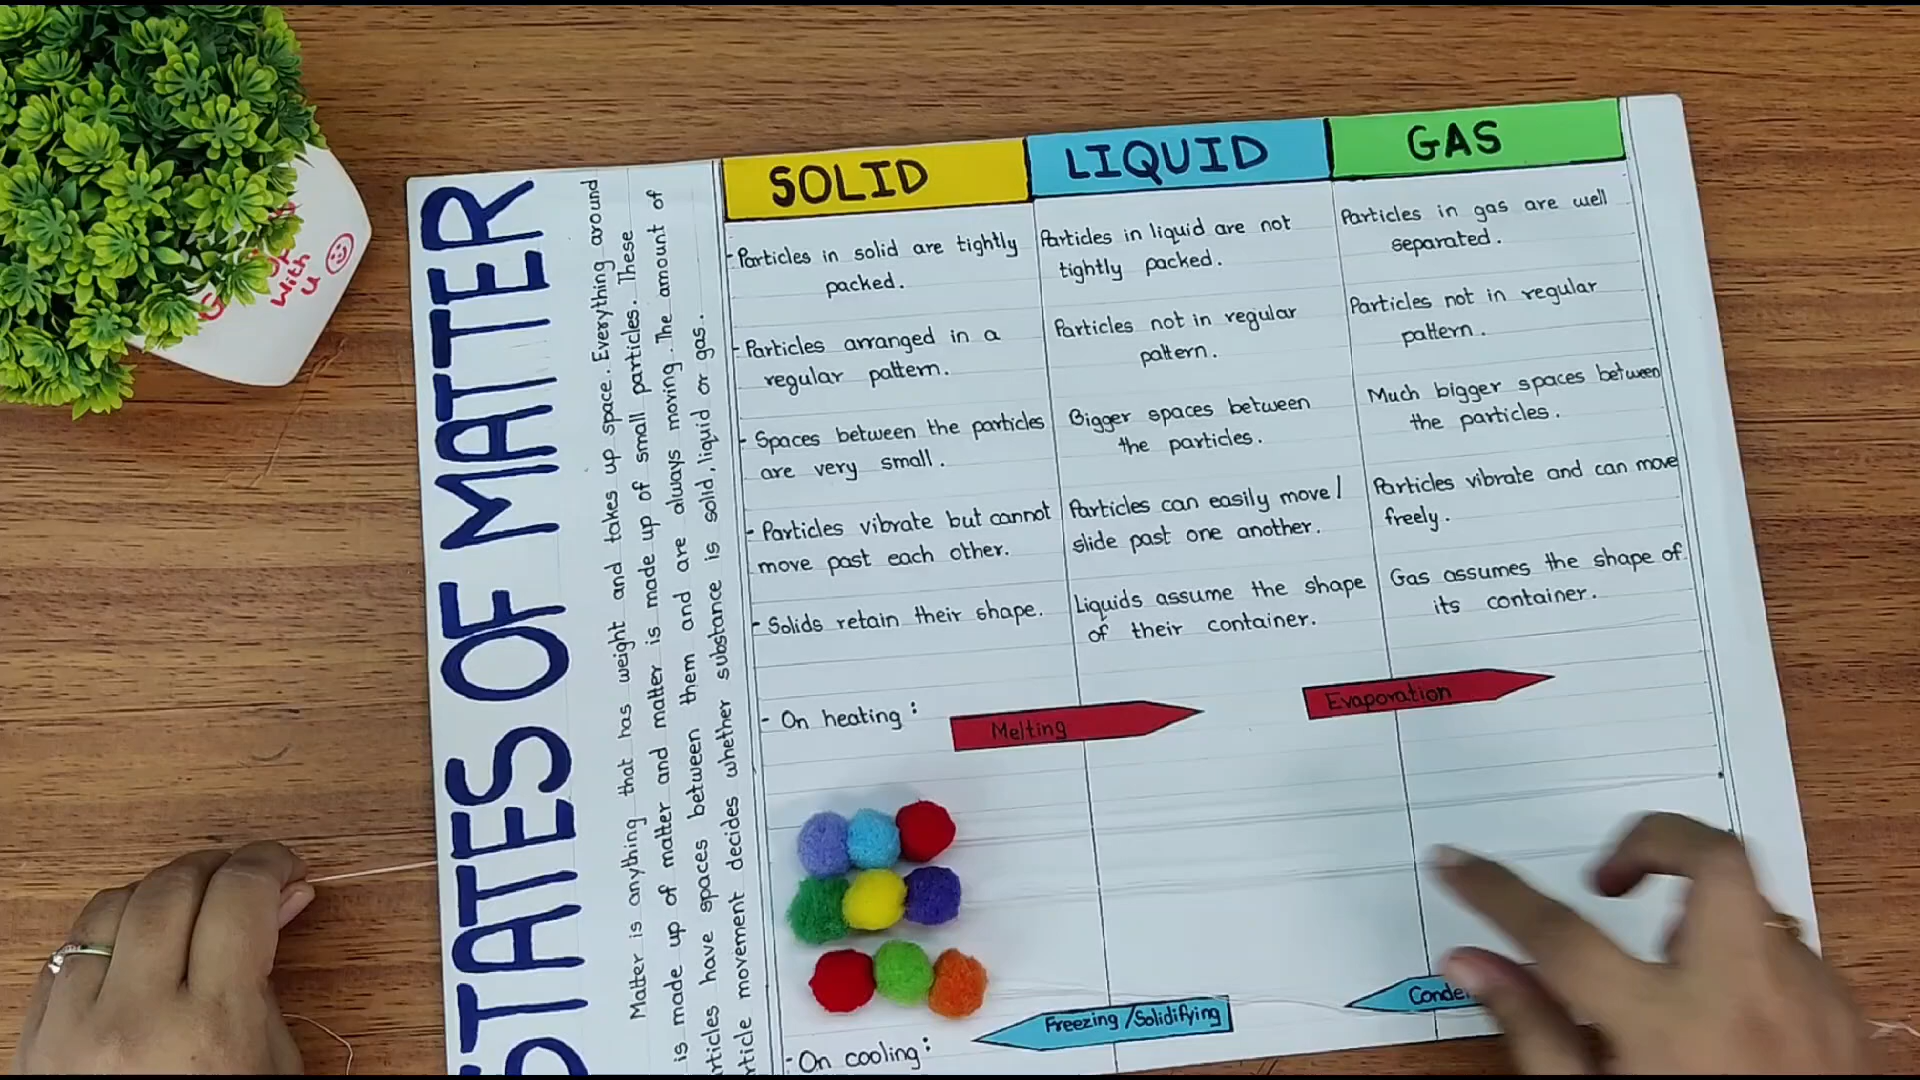 STATES OF MATTER
Matter is anything that has weight and takes up space. Everything around
is made up of matter and matter is made up of small particles. These
have spaces between them and are always moving. The amount of
movement decides whether substance is solid, liquid or gas.
SOLID
- Particles in solid are tightly
packed.
- Particles arranged in a
regular pattern.
- Spaces between the particles
are very small.
- Particles vibrate but cannot
move past each other.
- Solids retain their shape.
LIQUID
Particles in liquid are not
tightly packed.
Particles not in regular
pattern.
Bigger spaces between
the particles.
Particles can easily move/
slide past one another.
Liquids assume the shape
of their container.
GAS
Particles in gas are well
separated.
Particles not in regular
pattern.
Much bigger spaces between
the particles.
Particles vibrate and can move
freely.
Gas assumes the shape of
its container.
- On heating:
Melting
Evaporation
- On cooling:
Freezing/Solidifying
with
u